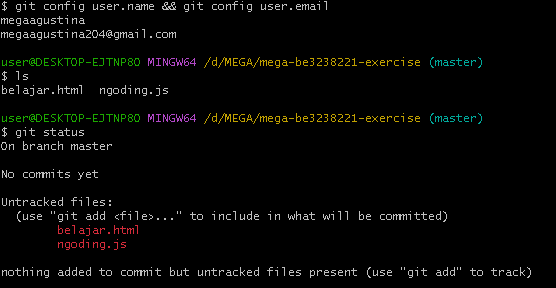 $ git config user.name && git config user.email
megaagustina
megaagustina204@gmail.com
user@DESKTOP-EJTNP8O MINGW64 /d/MEGA/mega-be3238221-exercise (master)
$ ls
belajar.html  ngoding.js
user@DESKTOP-EJTNP8O MINGW64 /d/MEGA/mega-be3238221-exercise (master)
$ git status
On branch master
No commits yet
Untracked files:
  (use "git add <file>..." to include in what will be committed)
        belajar.html
        ngoding.js
nothing added to commit but untracked files present (use "git add" to track)